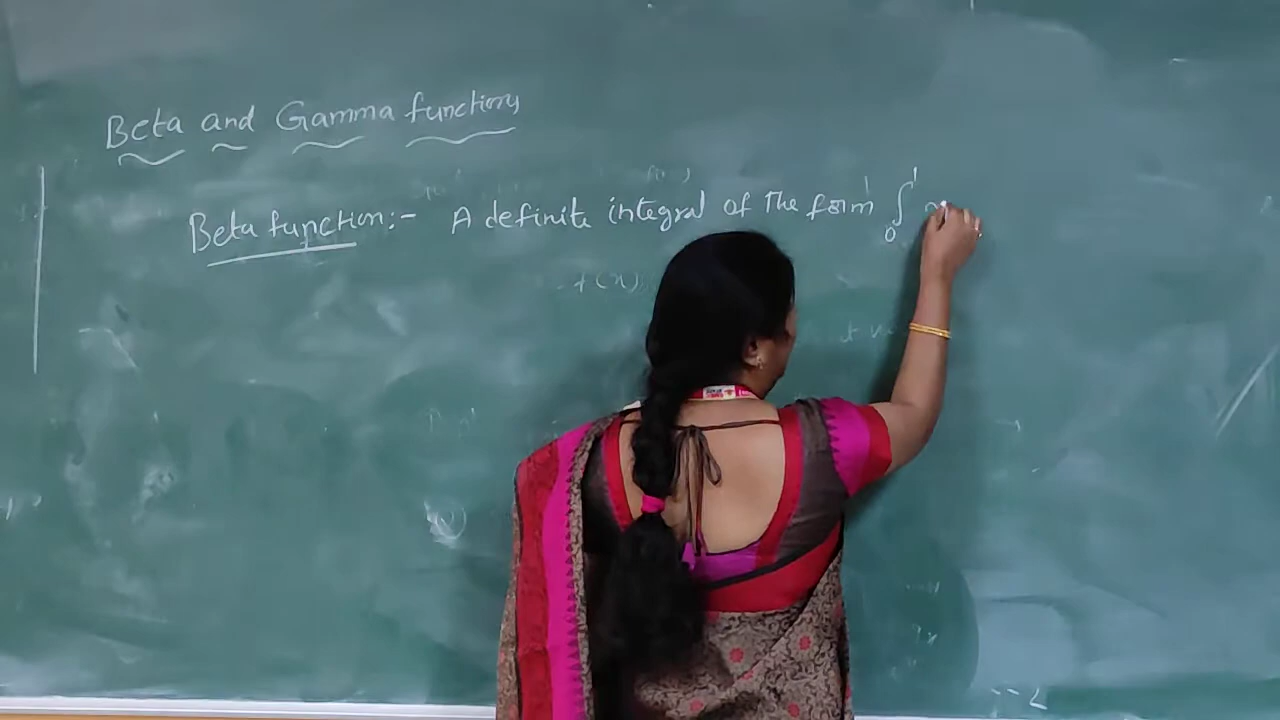 Beta and Gamma functions
Beta function:- A definite integral of the form ∫₀¹ x
f(x)